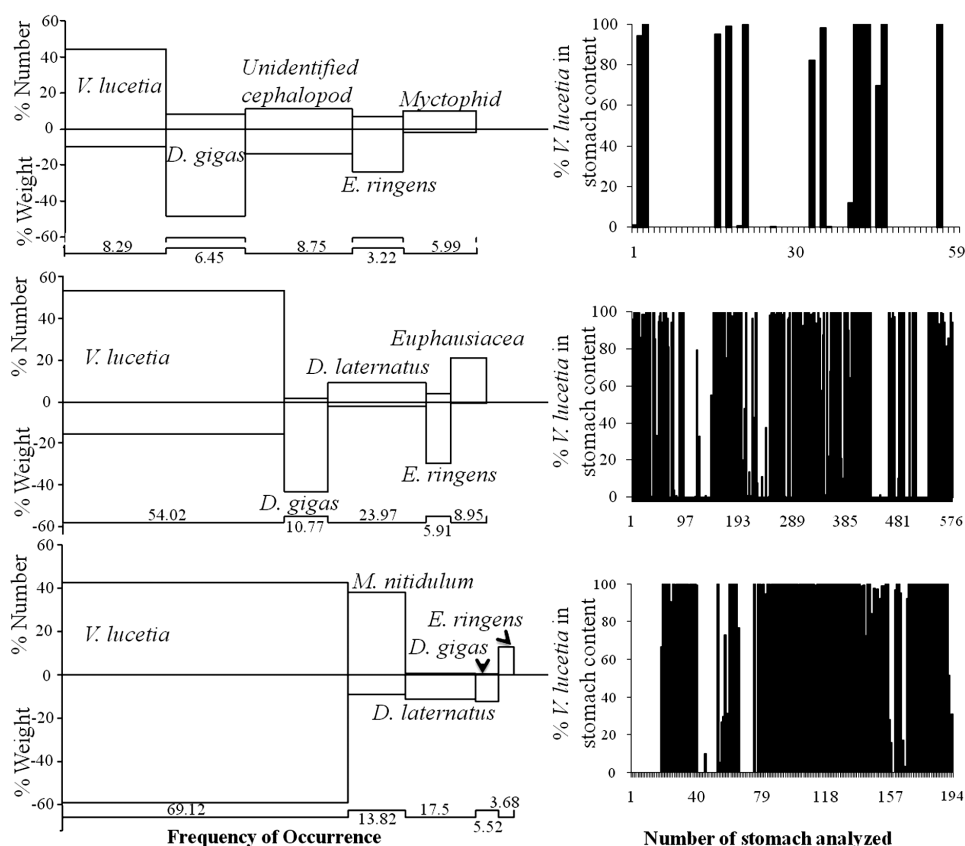 % Number
% Weight
60
40
20
0
-20
-40
-60
V. lucetia
D. gigas
Unidentified
cephalopod
E. ringens
Myctophid
8.29
6.45
8.75
3.22
5.99
% V. lucetia in
stomach content
100
80
60
40
20
0
1
30
59
% Number
% Weight
60
40
20
0
-20
-40
-60
V. lucetia
D. gigas
D. laternatus
E. ringens
Euphausiacea
54.02
10.77
23.97
5.91
8.95
% V. lucetia in
stomach content
100
80
60
40
20
0
1
97
193
289
385
481
576
% Number
% Weight
60
40
20
0
-20
-40
-60
V. lucetia
M. nitidulum
E. ringens
D. gigas
D. laternatus
69.12
13.82
17.5
5.52
3.68
Frequency of Occurrence
% V. lucetia in
stomach content
100
80
60
40
20
0
1
40
79
118
157
194
Number of stomach analyzed